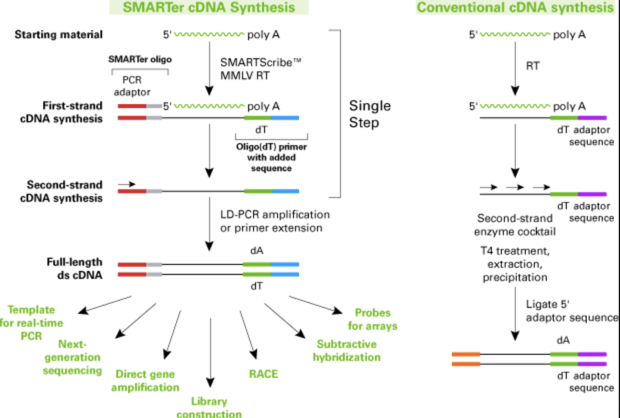 SMARTer cDNA Synthesis
Starting material
5' poly A
SMARTer oligo
PCR
adaptor
SMARTScribe™
MMLV RT
First-strand
cDNA synthesis
5' poly A
dT
Oligo(dT) primer
with added
sequence
Single
Step
Second-strand
cDNA synthesis
LD-PCR amplification
or primer extension
Full-length
ds cDNA
dA
dT
Template
for real-time
PCR
Next-
generation
sequencing
Direct gene
amplification
Library
construction
RACE
Subtractive
hybridization
Probes
for arrays
Conventional cDNA synthesis
5' poly A
RT
5' poly A
dT adaptor
sequence
dT adaptor
sequence
Second-strand
enzyme cocktail
T4 treatment,
extraction,
precipitation
Ligate 5'
adaptor sequence
dA
dT adaptor
sequence